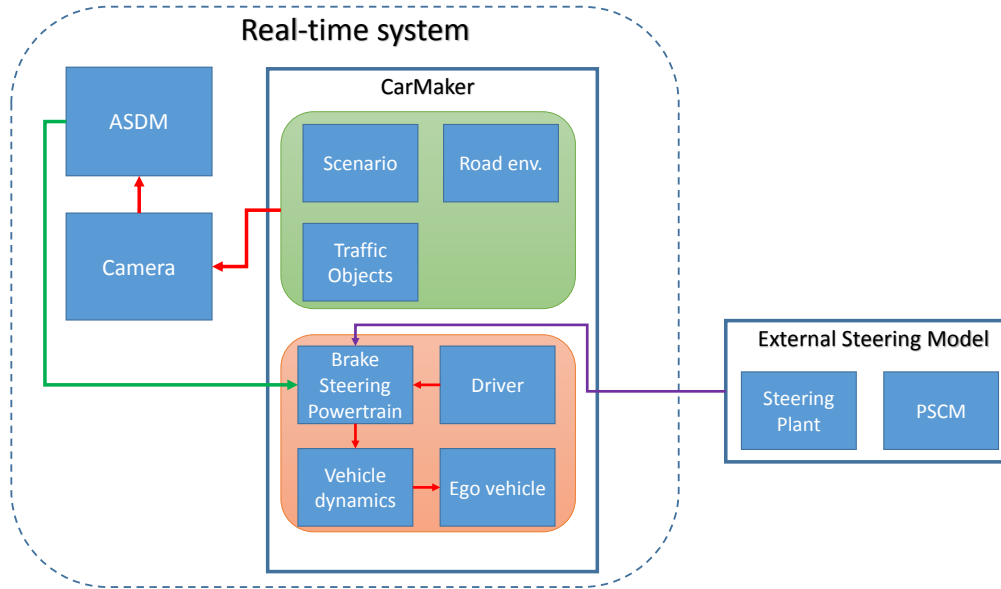 Real-time system
CarMaker
ASDM
Scenario
Road env.
Camera
Traffic
Objects
External Steering Model
Brake
Steering
Powertrain
Driver
Steering
Plant
PSCM
Vehicle
dynamics
Ego vehicle